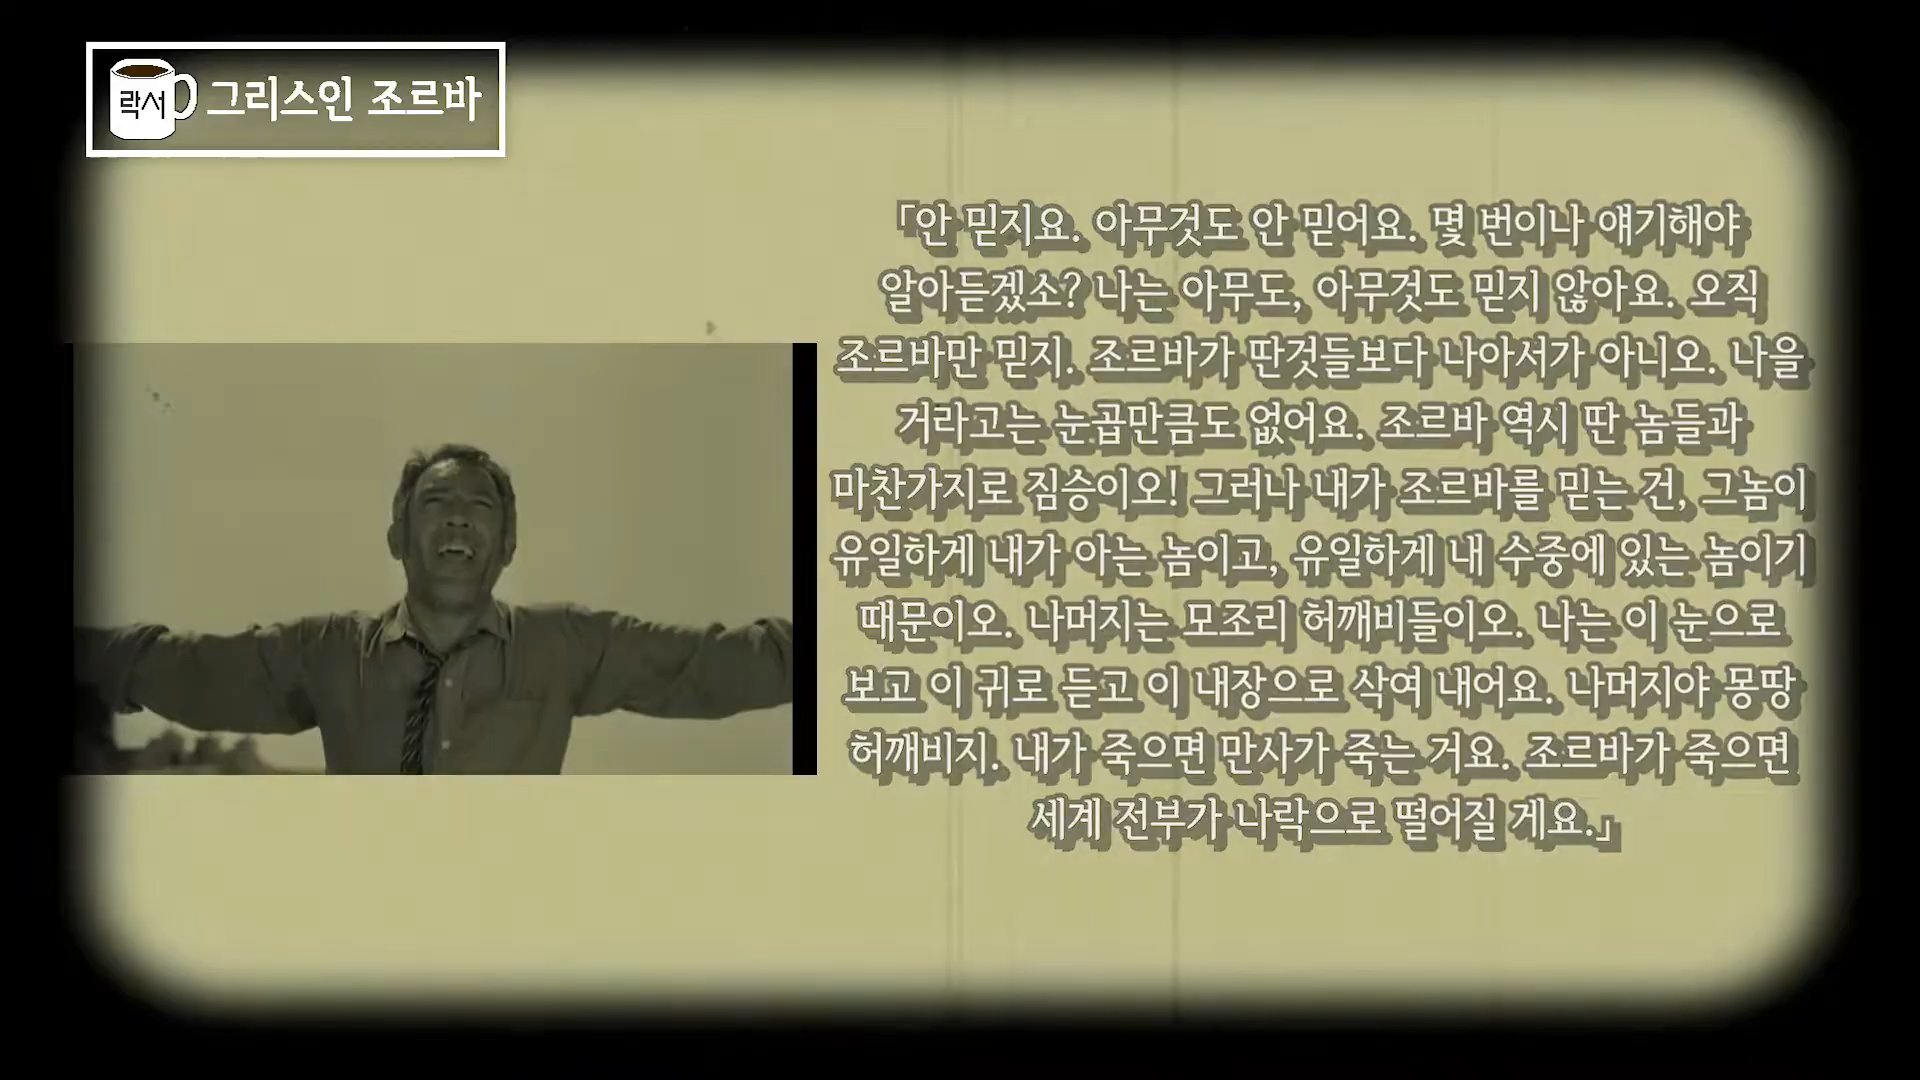 락서
그리스인 조르바
「안 믿지요. 아무것도 안 믿어요. 몇 번이나 얘기해야
알아듣겠소? 나는 아무도, 아무것도 믿지 않아요. 오직
조르바만 믿지. 조르바가 딴것들보다 나아서가 아니오. 나을
거라고는 눈곱만큼도 없어요. 조르바 역시 딴 놈들과
마찬가지로 짐승이오! 그러나 내가 조르바를 믿는 건, 그놈이
유일하게 내가 아는 놈이고, 유일하게 내 수중에 있는 놈이기
때문이오. 나머지는 모조리 허깨비들이오. 나는 이 눈으로
보고 이 귀로 듣고 이 내장으로 삭여 내어요. 나머지야 몽땅
허깨비지. 내가 죽으면 만사가 죽는 거요. 조르바가 죽으면
세계 전부가 나락으로 떨어질 게요.」